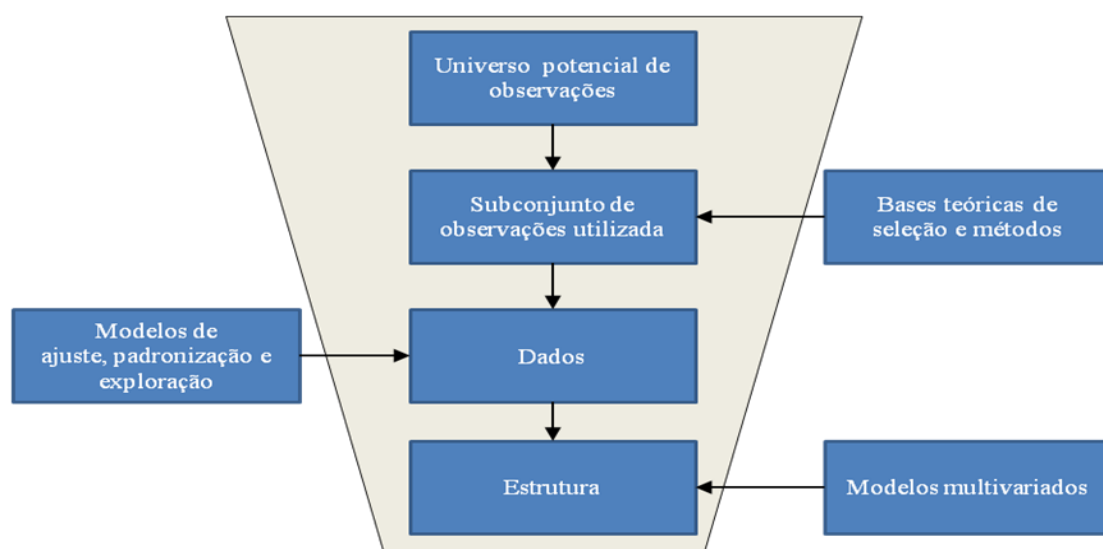 Universo potencial de
observações
Subconjunto de
observações utilizada
Bases teóricas de
seleção e métodos
Modelos de
ajuste, padronização e
exploração
Dados
Estrutura
Modelos multivariados